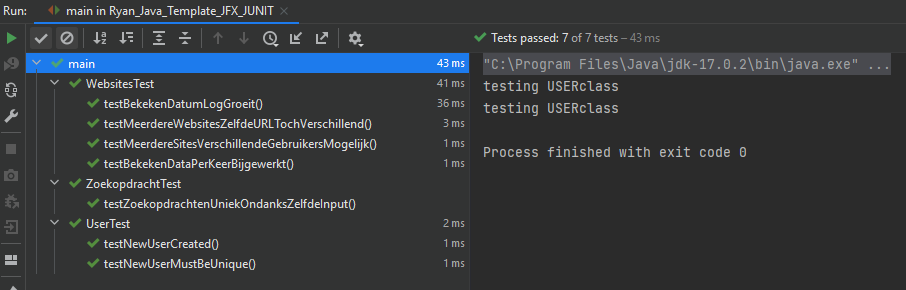 Run: main in Ryan_Java_Template_JFX_JUNIT
Tests passed: 7 of 7 tests – 43 ms
main 43 ms
WebsitesTest 41 ms
testBekekenDatumLogGroeit() 36 ms
testMeerdereWebsitesZelfdeURLTochVerschillend() 3 ms
testMeerdereSitesVerschillendeGebruikersMogelijk() 1 ms
testBekekenDataPerKeerBijgewerkt() 1 ms
ZoekopdrachtTest
testZoekopdrachtenUniekOndanksZelfdeInput()
UserTest 2 ms
testNewUserCreated() 1 ms
testNewUserMustBeUnique() 1 ms
"C:\Program Files\Java\jdk-17.0.2\bin\java.exe" ...
testing USERclass
testing USERclass
Process finished with exit code 0